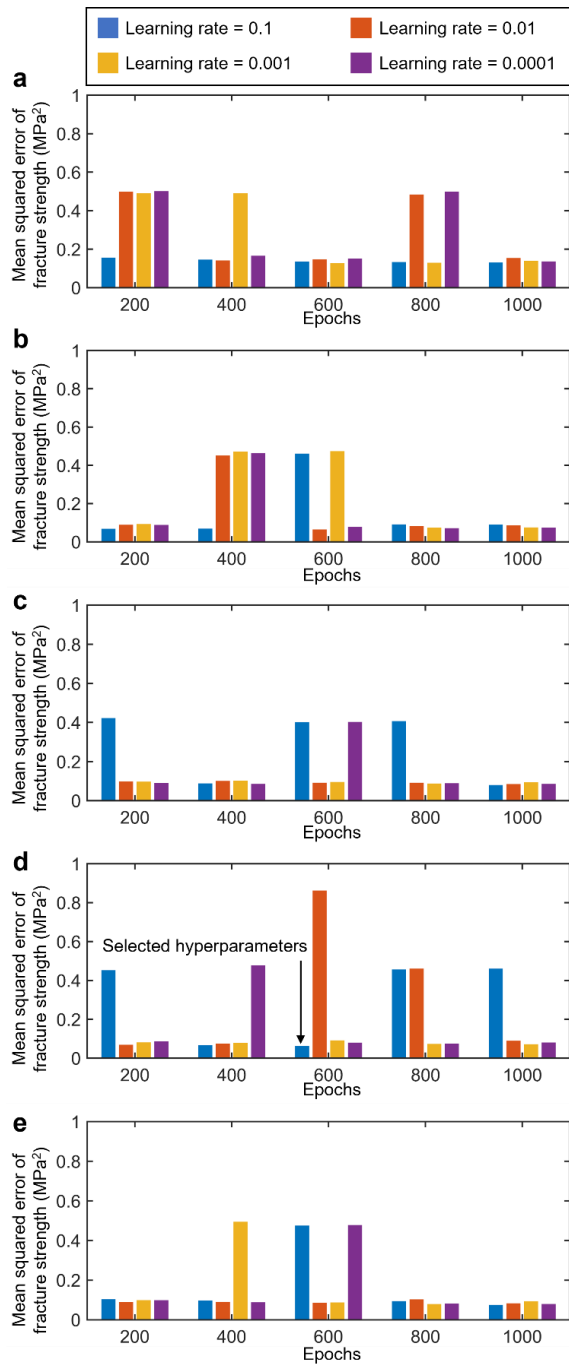 Learning rate = 0.1 Learning rate = 0.01
Learning rate = 0.001 Learning rate = 0.0001
a
Mean squared error of
fracture strength (MPa²)
1
0.8
0.6
0.4
0.2
0
200 400 600 800 1000
Epochs
b
Mean squared error of
fracture strength (MPa²)
1
0.8
0.6
0.4
0.2
0
200 400 600 800 1000
Epochs
c
Mean squared error of
fracture strength (MPa²)
1
0.8
0.6
0.4
0.2
0
200 400 600 800 1000
Epochs
d
Mean squared error of
fracture strength (MPa²)
1
0.8
0.6
0.4
0.2
0
Selected hyperparameters
200 400 600 800 1000
Epochs
e
Mean squared error of
fracture strength (MPa²)
1
0.8
0.6
0.4
0.2
0
200 400 600 800 1000
Epochs